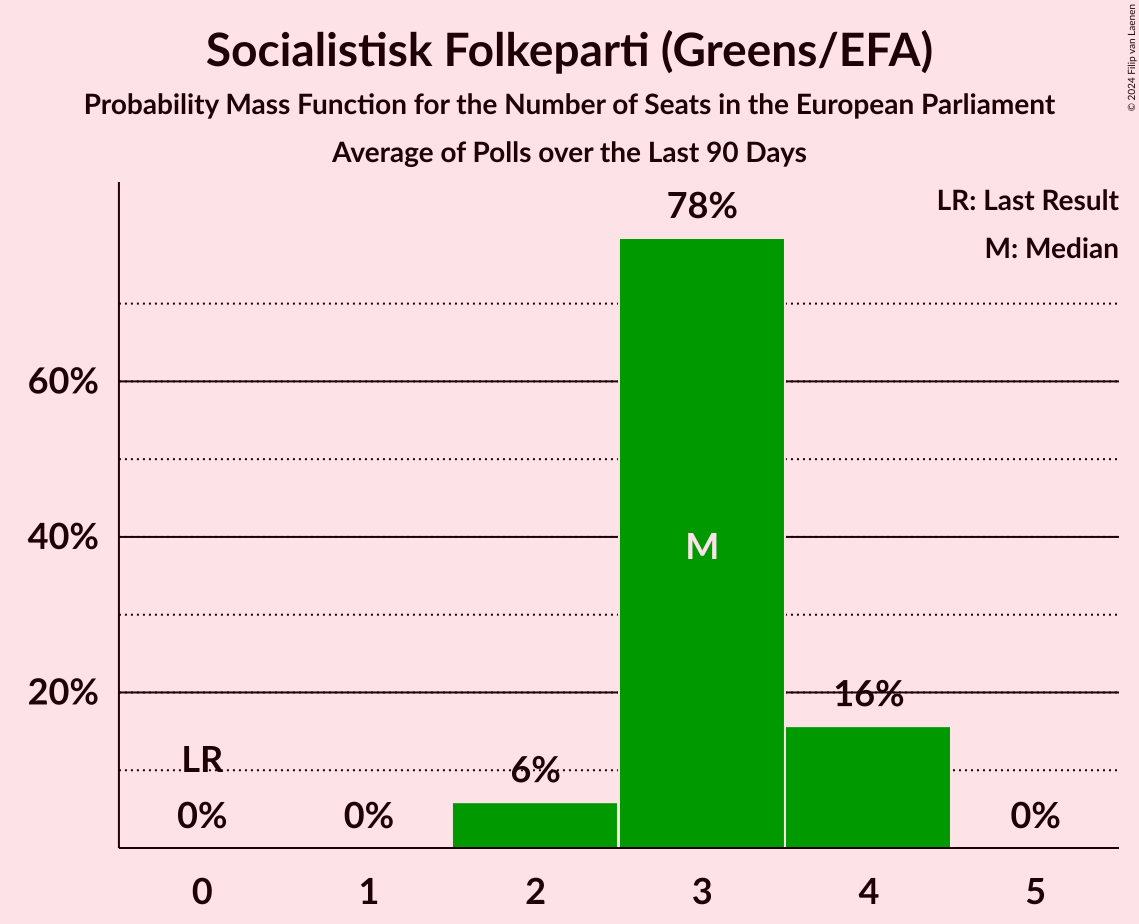 Socialistisk Folkeparti (Greens/EFA)
Probability Mass Function for the Number of Seats in the European Parliament
Average of Polls over the Last 90 Days
© 2024 Filip van Laenen
LR: Last Result
M: Median
78%
60%
40%
M
20%
16%
LR
6%
0%
0%
0%
0
1
2
3
4
5